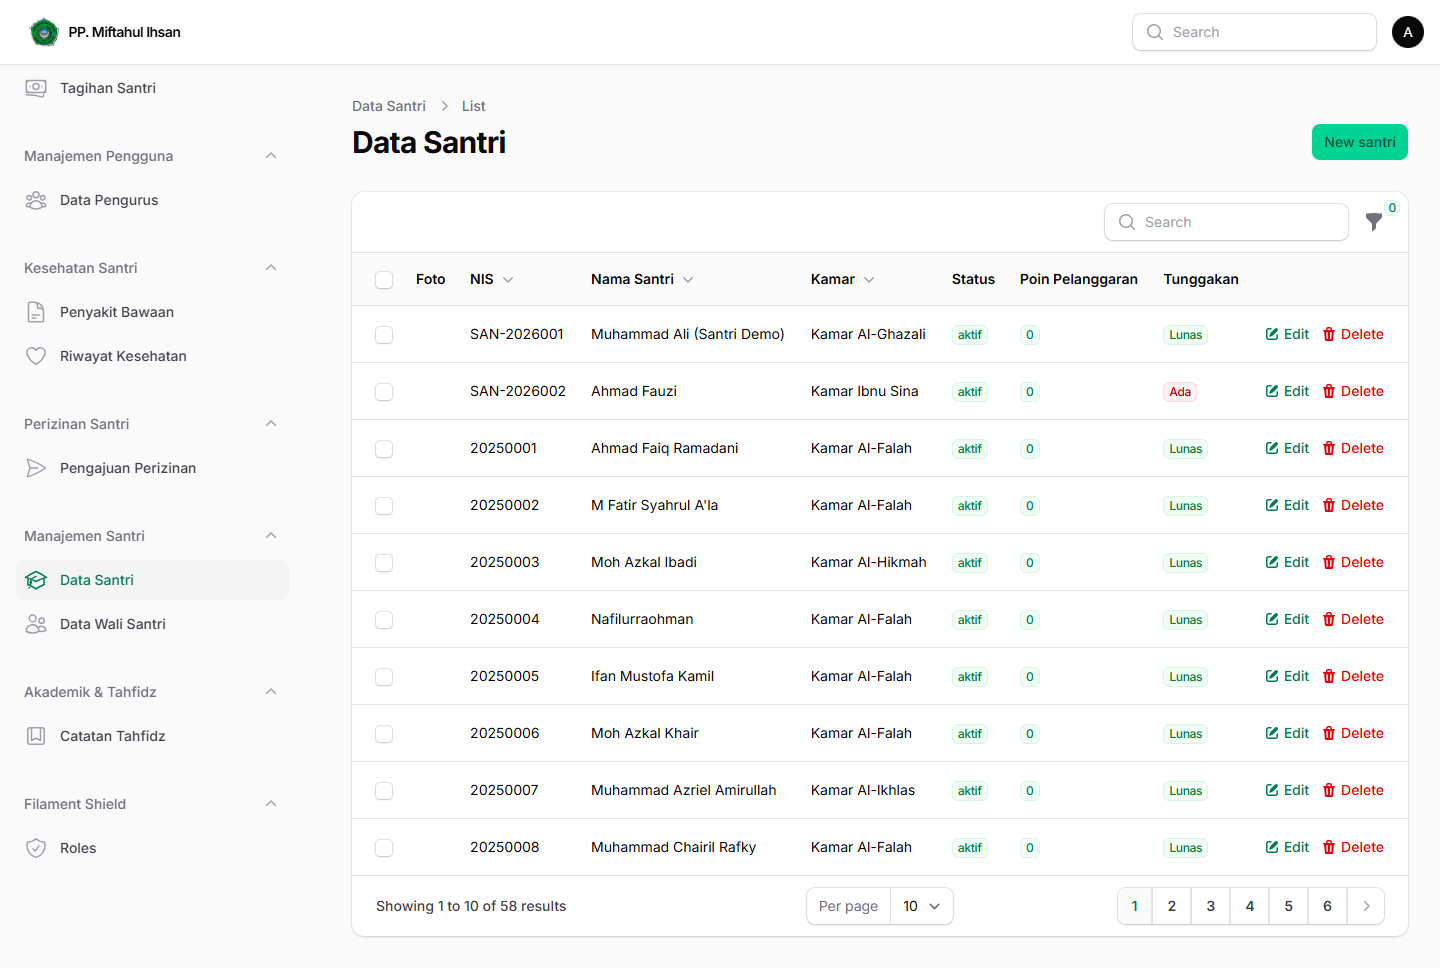 PP. Miftahul Ihsan
Search
A
Tagihan Santri
Manajemen Pengguna
Data Pengurus
Kesehatan Santri
Penyakit Bawaan
Riwayat Kesehatan
Perizinan Santri
Pengajuan Perizinan
Manajemen Santri
Data Santri
Data Wali Santri
Akademik & Tahfidz
Catatan Tahfidz
Filament Shield
Roles
Data Santri > List
Data Santri
New santri
Search
0
Foto NIS Nama Santri Kamar Status Poin Pelanggaran Tunggakan
SAN-2026001 Muhammad Ali (Santri Demo) Kamar Al-Ghazali aktif 0 Lunas Edit Delete
SAN-2026002 Ahmad Fauzi Kamar Ibnu Sina aktif 0 Ada Edit Delete
20250001 Ahmad Faiq Ramadani Kamar Al-Falah aktif 0 Lunas Edit Delete
20250002 M Fatir Syahrul A'la Kamar Al-Falah aktif 0 Lunas Edit Delete
20250003 Moh Azkal Ibadi Kamar Al-Hikmah aktif 0 Lunas Edit Delete
20250004 Nafilurraohman Kamar Al-Falah aktif 0 Lunas Edit Delete
20250005 Ifan Mustofa Kamil Kamar Al-Falah aktif 0 Lunas Edit Delete
20250006 Moh Azkal Khair Kamar Al-Falah aktif 0 Lunas Edit Delete
20250007 Muhammad Azriel Amirullah Kamar Al-Ikhlas aktif 0 Lunas Edit Delete
20250008 Muhammad Chairil Rafky Kamar Al-Falah aktif 0 Lunas Edit Delete
Showing 1 to 10 of 58 results
Per page 10
1 2 3 4 5 6